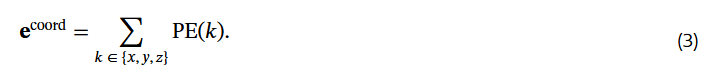 e^coord = ∑ PE(k). (3)
k ∈ {x, y, z}